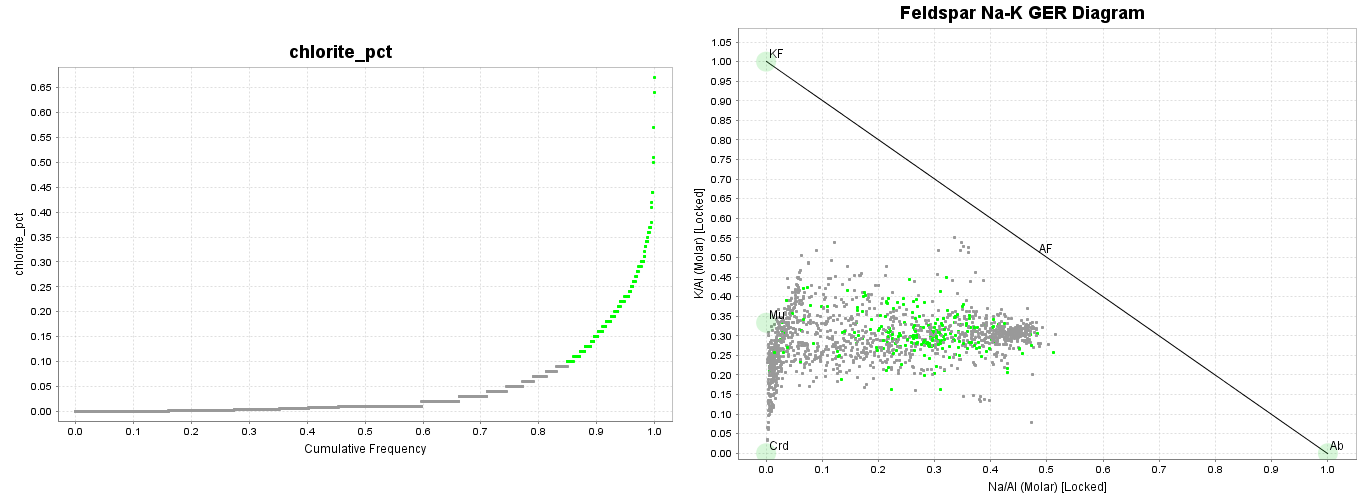 chlorite_pct
chlorite_pct
0.65
0.60
0.55
0.50
0.45
0.40
0.35
0.30
0.25
0.20
0.15
0.10
0.05
0.00
0.0 0.1 0.2 0.3 0.4 0.5 0.6 0.7 0.8 0.9 1.0
Cumulative Frequency
Feldspar Na-K GER Diagram
K/Al (Molar) [Locked]
1.05
1.00
0.95
0.90
0.85
0.80
0.75
0.70
0.65
0.60
0.55
0.50
0.45
0.40
0.35
0.30
0.25
0.20
0.15
0.10
0.05
0.00
KF
AF
Mu
Crd
Ab
0.0 0.1 0.2 0.3 0.4 0.5 0.6 0.7 0.8 0.9 1.0
Na/Al (Molar) [Locked]